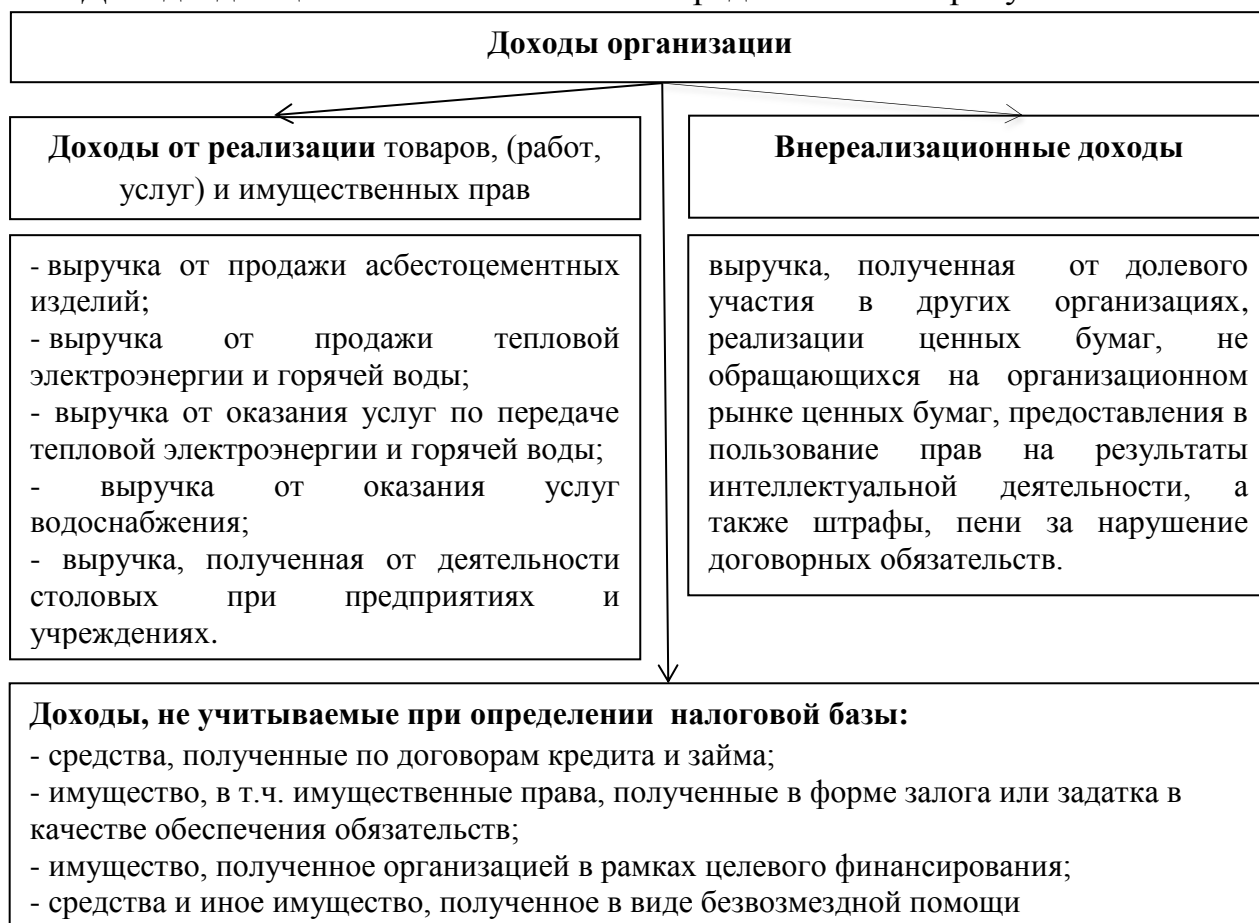 Доходы организации
Доходы от реализации товаров, (работ,
услуг) и имущественных прав
Внереализационные доходы
- выручка от продажи асбестоцементных
изделий;
- выручка от продажи тепловой
электроэнергии и горячей воды;
- выручка от оказания услуг по передаче
тепловой электроэнергии и горячей воды;
- выручка от оказания услуг
водоснабжения;
- выручка, полученная от деятельности
столовых при предприятиях и
учреждениях.
выручка, полученная от долевого
участия в других организациях,
реализации ценных бумаг, не
обращающихся на организационном
рынке ценных бумаг, предоставления в
пользование прав на результаты
интеллектуальной деятельности, а
также штрафы, пени за нарушение
договорных обязательств.
Доходы, не учитываемые при определении налоговой базы:
- средства, полученные по договорам кредита и займа;
- имущество, в т.ч. имущественные права, полученные в форме залога или задатка в
качестве обеспечения обязательств;
- имущество, полученное организацией в рамках целевого финансирования;
- средства и иное имущество, полученное в виде безвозмездной помощи